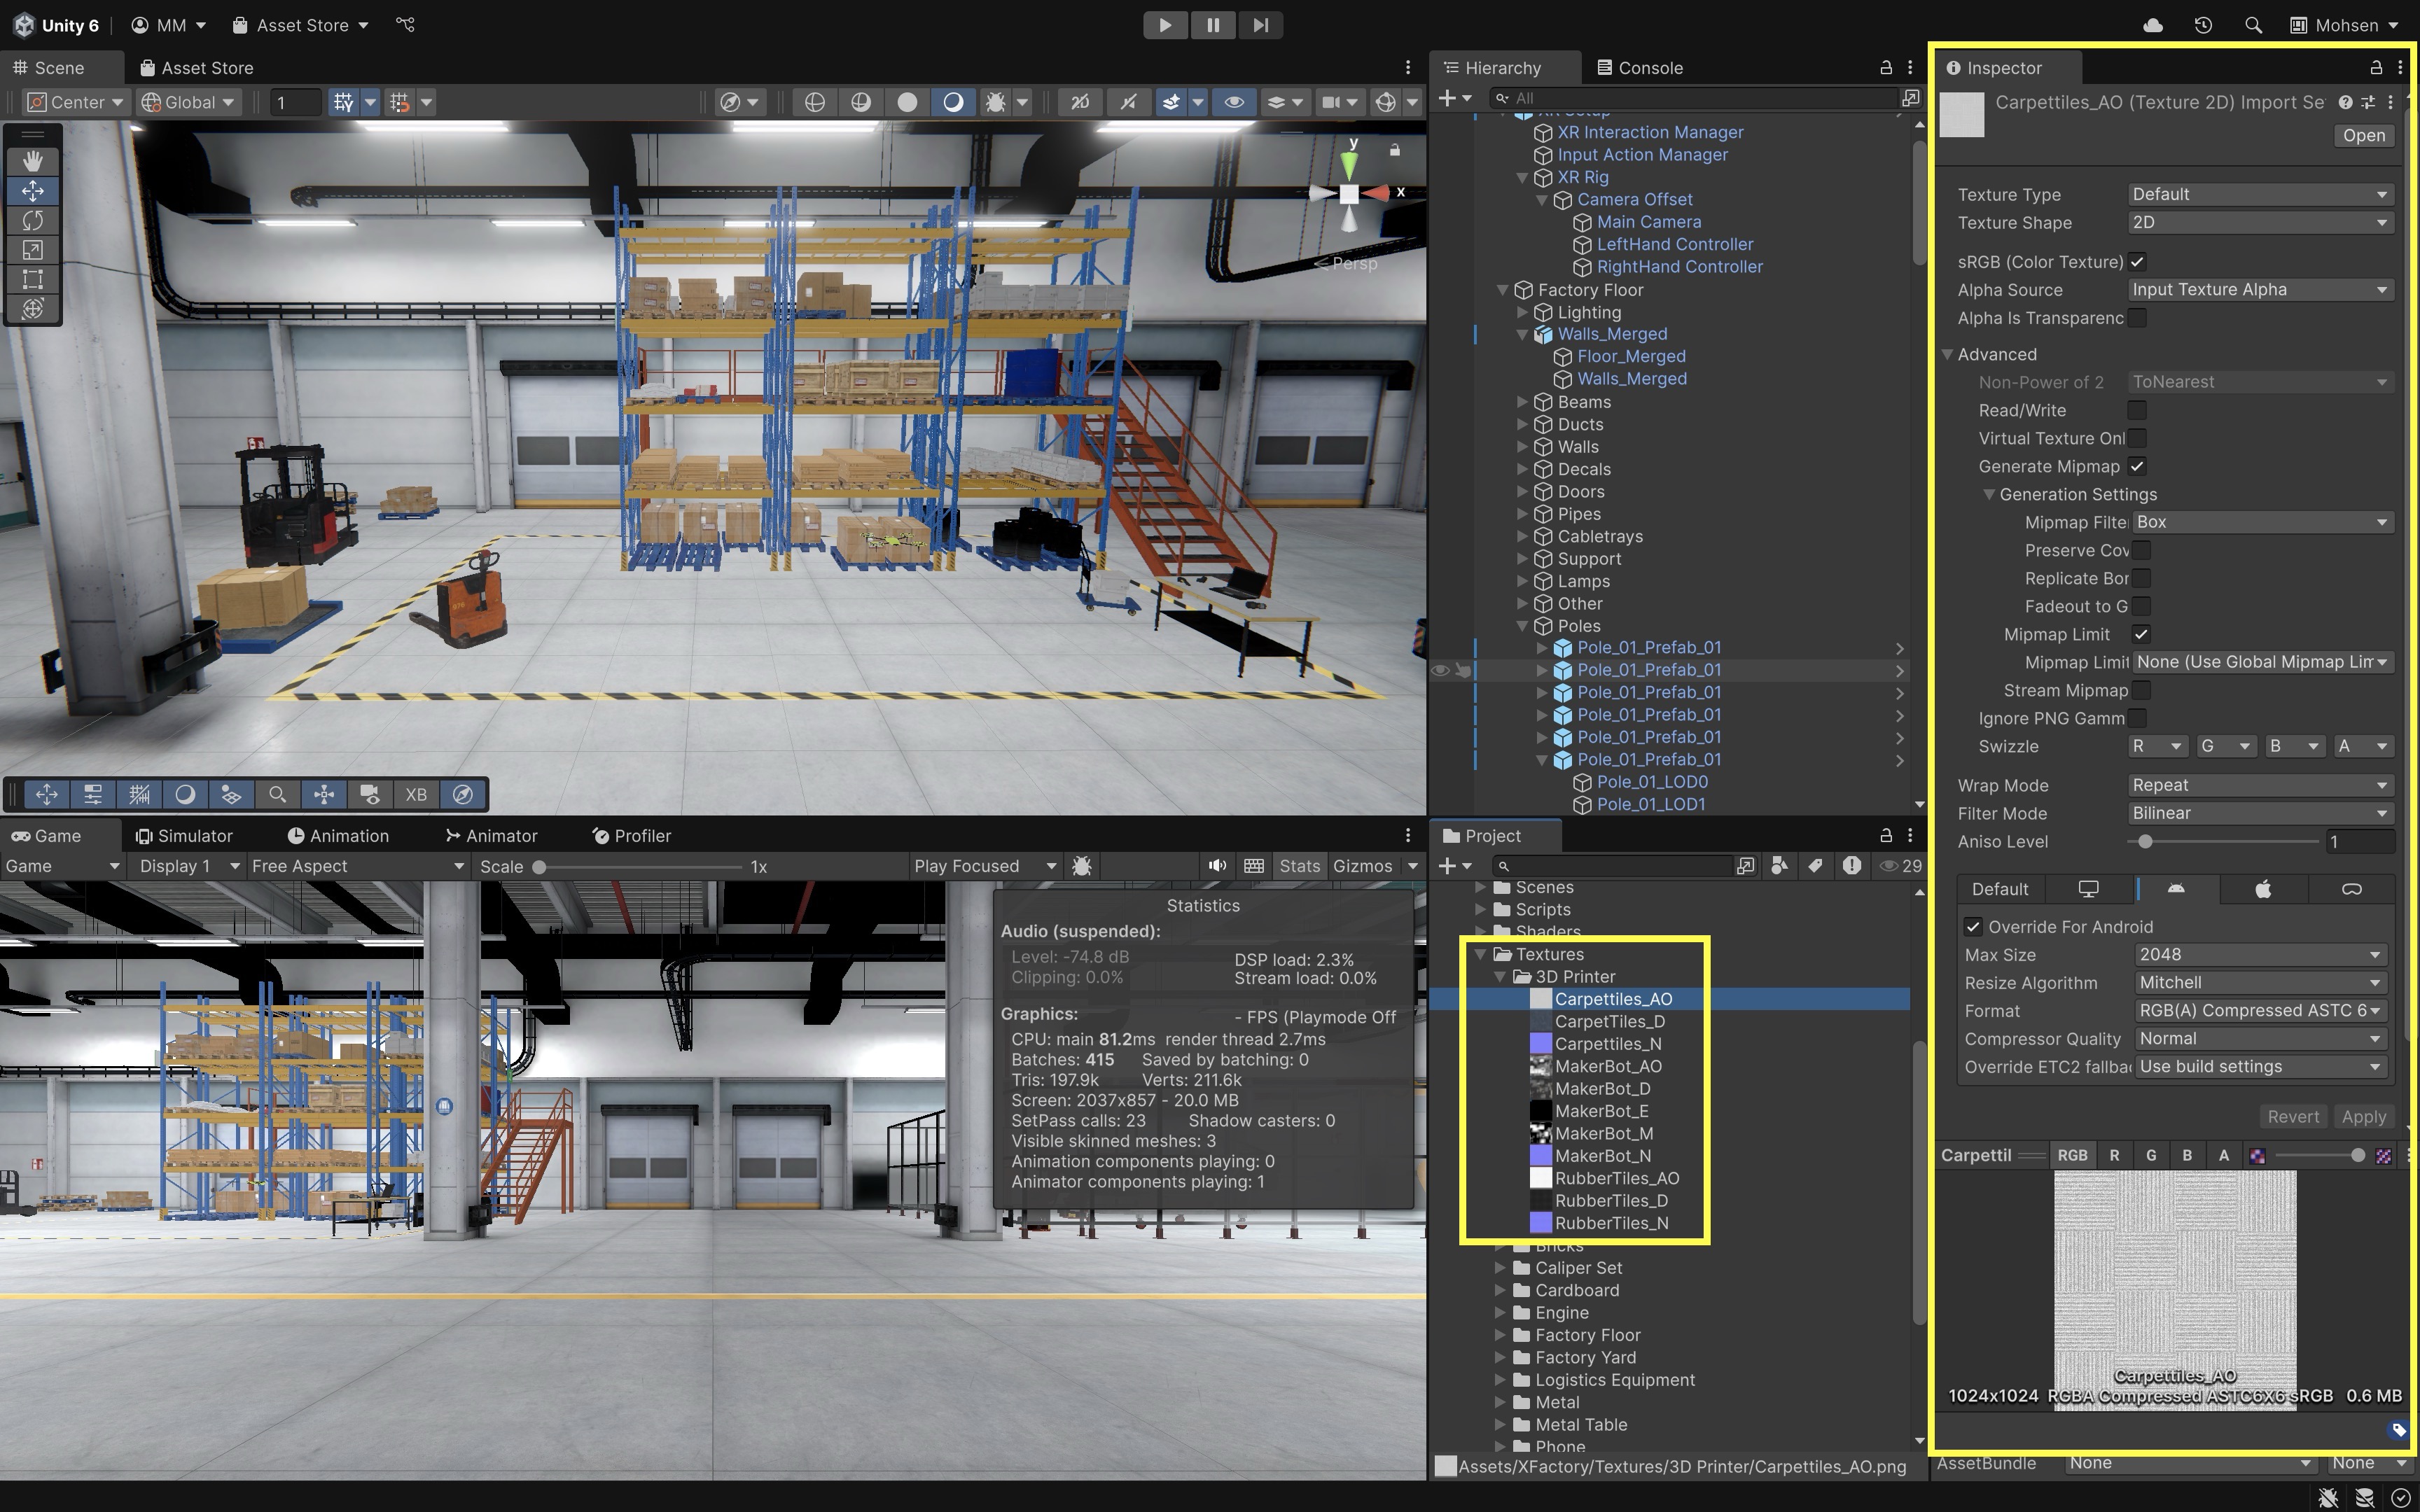 Unity 6 MM Asset Store Mohsen
Scene Asset Store
Center Global 1 2D
y
x
Persp
XB
Hierarchy Console
All
XR Setup
XR Interaction Manager
Input Action Manager
XR Rig
Camera Offset
Main Camera
LeftHand Controller
RightHand Controller
Factory Floor
Lighting
Walls_Merged
Floor_Merged
Walls_Merged
Beams
Ducts
Walls
Decals
Doors
Pipes
Cabletrays
Support
Lamps
Other
Poles
Pole_01_Prefab_01
Pole_01_Prefab_01
Pole_01_Prefab_01
Pole_01_Prefab_01
Pole_01_Prefab_01
Pole_01_Prefab_01
Pole_01_LOD0
Pole_01_LOD1
Game Simulator Animation Animator Profiler
Game Display 1 Free Aspect Scale 1x Play Focused Stats Gizmos
Statistics
Audio (suspended):
Level: -74.8 dB DSP load: 2.3%
Clipping: 0.0% Stream load: 0.0%
Graphics: - FPS (Playmode Off
CPU: main 81.2ms render thread 2.7ms
Batches: 415 Saved by batching: 0
Tris: 197.9k Verts: 211.6k
Screen: 2037x857 - 20.0 MB
SetPass calls: 23 Shadow casters: 0
Visible skinned meshes: 3
Animation components playing: 0
Animator components playing: 1
Project
29
Scenes
Scripts
Shaders
Textures
3D Printer
Carpettiles_AO
CarpetTiles_D
Carpettiles_N
MakerBot_AO
MakerBot_D
MakerBot_E
MakerBot_M
MakerBot_N
RubberTiles_AO
RubberTiles_D
RubberTiles_N
Bricks
Caliper Set
Cardboard
Engine
Factory Floor
Factory Yard
Logistics Equipment
Metal
Metal Table
Phone
Assets/XFactory/Textures/3D Printer/Carpettiles_AO.png
Inspector
Carpettiles_AO (Texture 2D) Import Se
Open
Texture Type Default
Texture Shape 2D
sRGB (Color Texture)
Alpha Source Input Texture Alpha
Alpha Is Transparenc
Advanced
Non-Power of 2 ToNearest
Read/Write
Virtual Texture Onl
Generate Mipmap
Generation Settings
Mipmap Filte Box
Preserve Cov
Replicate Bor
Fadeout to G
Mipmap Limit
Mipmap Limit None (Use Global Mipmap Lim
Stream Mipmap
Ignore PNG Gamm
Swizzle R G B A
Wrap Mode Repeat
Filter Mode Bilinear
Aniso Level 1
Default
Override For Android
Max Size 2048
Resize Algorithm Mitchell
Format RGB(A) Compressed ASTC 6
Compressor Quality Normal
Override ETC2 fallba Use build settings
Revert Apply
Carpettil RGB R G B A
Carpettiles_AO
1024x1024 RGBA Compressed ASTC6X6 sRGB 0.6 MB
AssetBundle None None